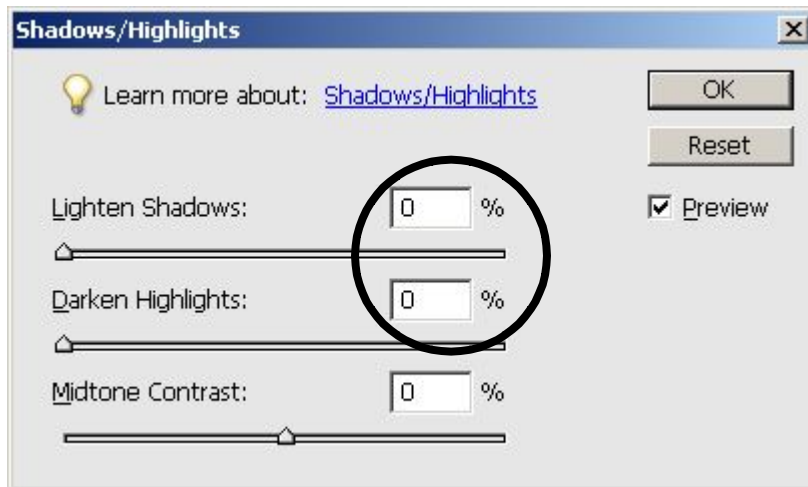 Shadows/Highlights
Learn more about: Shadows/Highlights
OK
Reset
Lighten Shadows: 0 %
Preview
Darken Highlights: 0 %
Midtone Contrast: 0 %